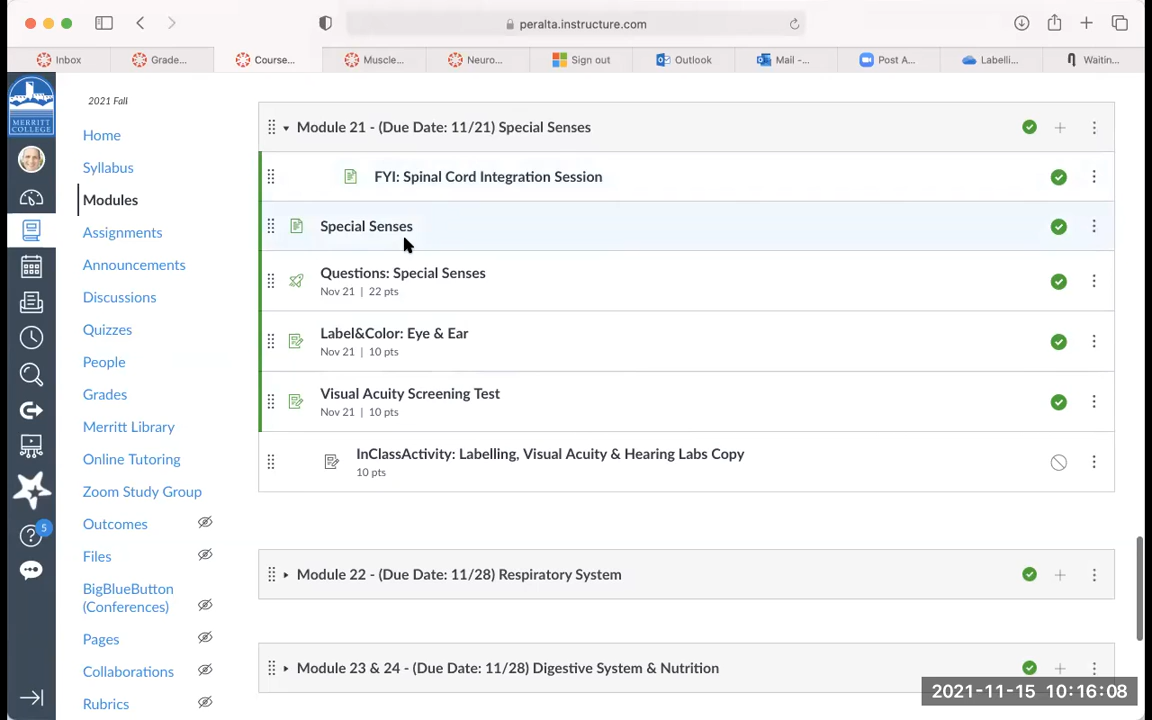 peralta.instructure.com
Inbox
Grade...
Course...
Muscle...
Neuro...
Sign out
Outlook
Mail -...
Post A...
Labelli...
Waitin...
MERRITT
COLLEGE
2021 Fall
Home
Syllabus
Modules
Assignments
Announcements
Discussions
Quizzes
People
Grades
Merritt Library
Online Tutoring
Zoom Study Group
Outcomes
Files
BigBlueButton
(Conferences)
Pages
Collaborations
Rubrics
5
Module 21 - (Due Date: 11/21) Special Senses
FYI: Spinal Cord Integration Session
Special Senses
Questions: Special Senses
Nov 21 | 22 pts
Label&Color: Eye & Ear
Nov 21 | 10 pts
Visual Acuity Screening Test
Nov 21 | 10 pts
InClassActivity: Labelling, Visual Acuity & Hearing Labs Copy
10 pts
Module 22 - (Due Date: 11/28) Respiratory System
Module 23 & 24 - (Due Date: 11/28) Digestive System & Nutrition
2021-11-15 10:16:08